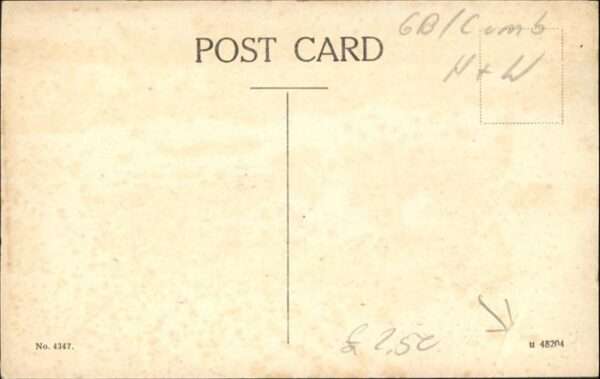 GB/Cumb
POST CARD
H + W
£ 2.50
No. 4347.
u 48204